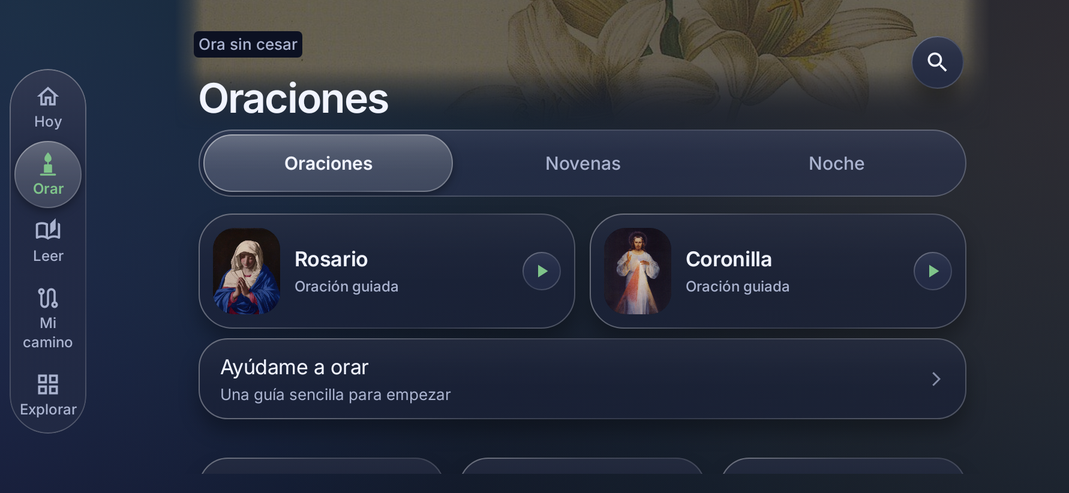 Ora sin cesar
Oraciones
Hoy
Orar
Leer
Mi
camino
Explorar
Oraciones
Novenas
Noche
Rosario
Oración guiada
Coronilla
Oración guiada
Ayúdame a orar
Una guía sencilla para empezar